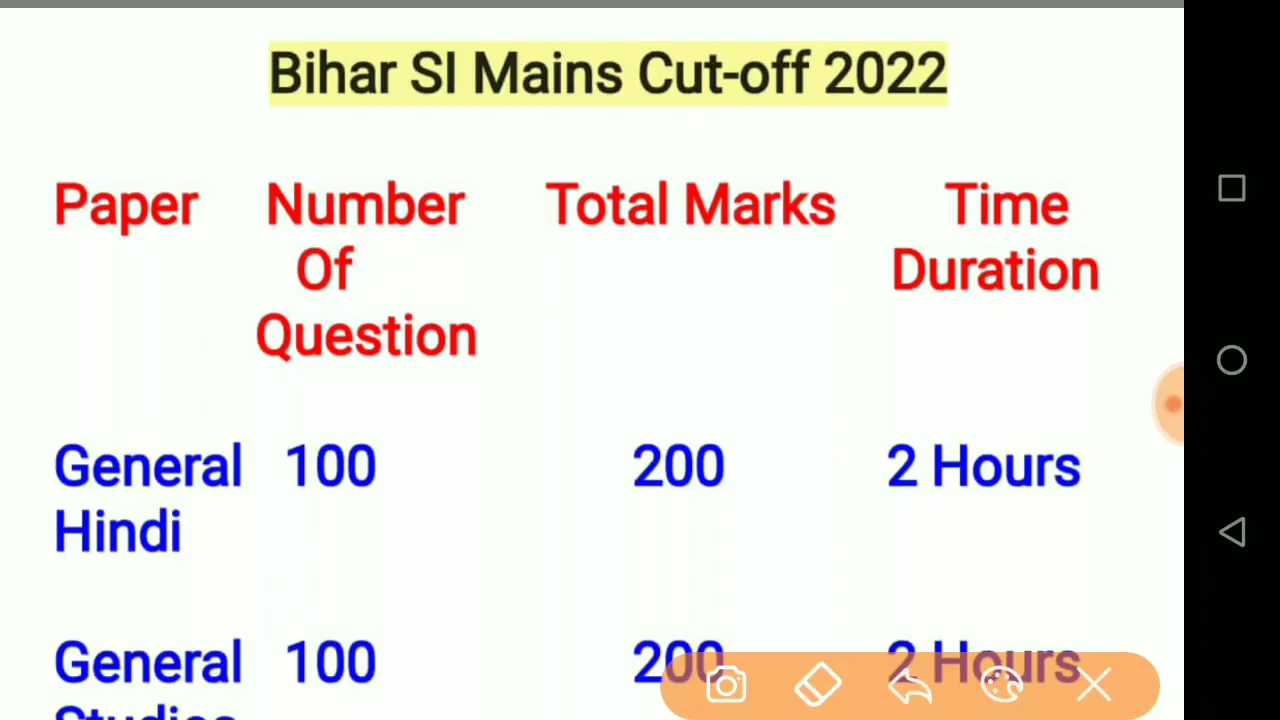 Bihar SI Mains Cut-off 2022
Paper Number Total Marks Time
Of Duration
Question
General 100 200 2 Hours
Hindi
General 100 200 2 Hours
Studies